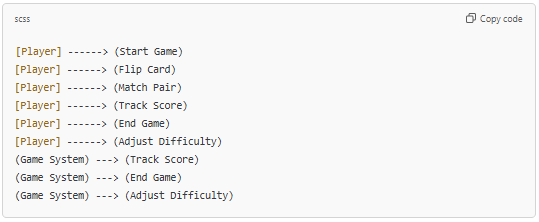 scss
Copy code
[Player] ------> (Start Game)
[Player] ------> (Flip Card)
[Player] ------> (Match Pair)
[Player] ------> (Track Score)
[Player] ------> (End Game)
[Player] ------> (Adjust Difficulty)
(Game System) ---> (Track Score)
(Game System) ---> (End Game)
(Game System) ---> (Adjust Difficulty)